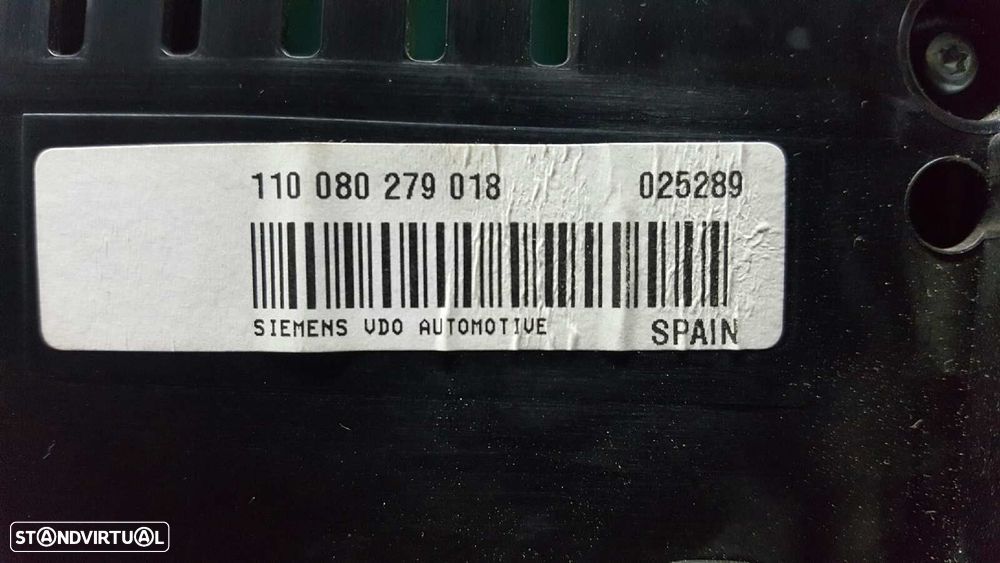 110 080 279 018 025289
SIEMENS VDO AUTOMOTIVE SPAIN
STANDVIRTUAL